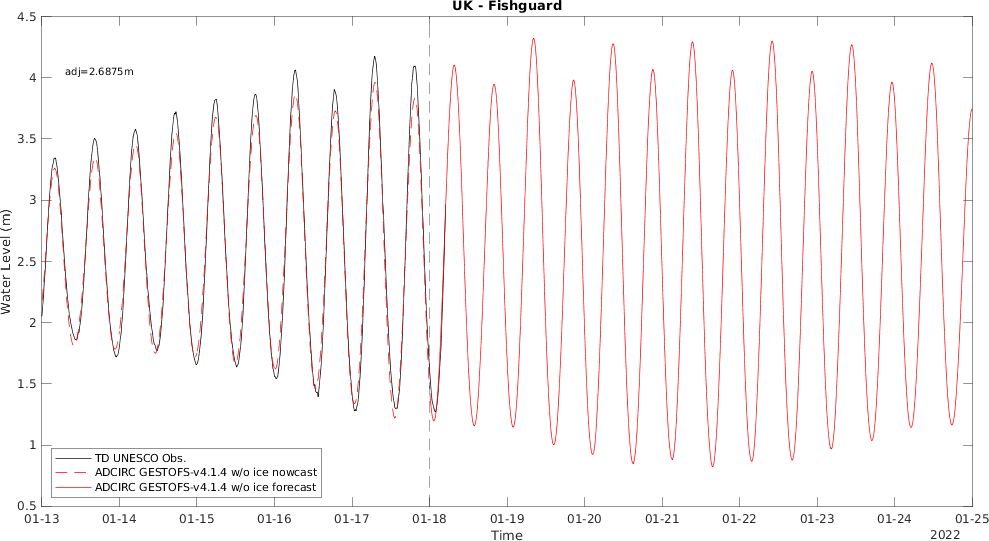 UK - Fishguard
4.5
4
3.5
3
2.5
2
1.5
1
0.5
Water Level (m)
adj=2.6875m
TD UNESCO Obs.
ADCIRC GESTOFS-v4.1.4 w/o ice nowcast
ADCIRC GESTOFS-v4.1.4 w/o ice forecast
01-13 01-14 01-15 01-16 01-17 01-18 01-19 01-20 01-21 01-22 01-23 01-24 01-25
Time
2022